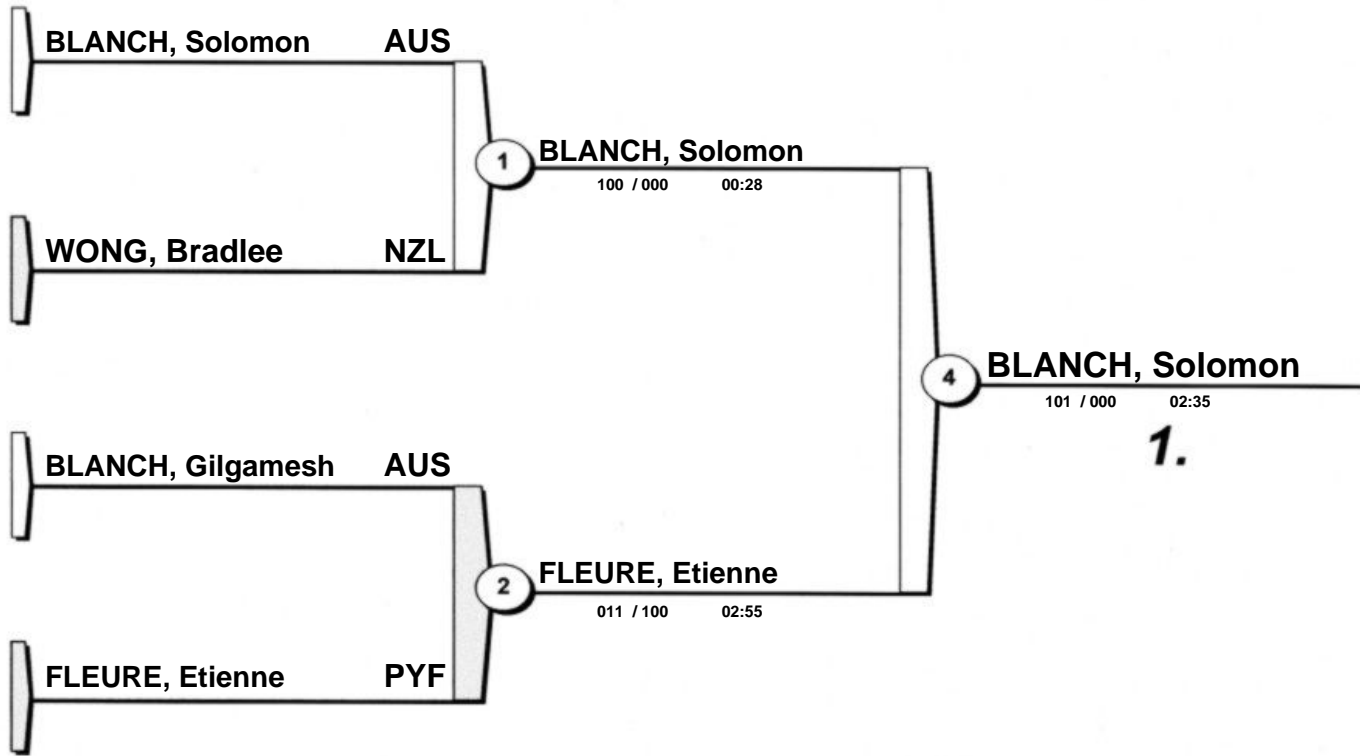 BLANCH, Solomon AUS
1 BLANCH, Solomon
100 / 000 00:28
WONG, Bradlee NZL
4 BLANCH, Solomon
101 / 000 02:35
1.
BLANCH, Gilgamesh AUS
2 FLEURE, Etienne
011 / 100 02:55
FLEURE, Etienne PYF